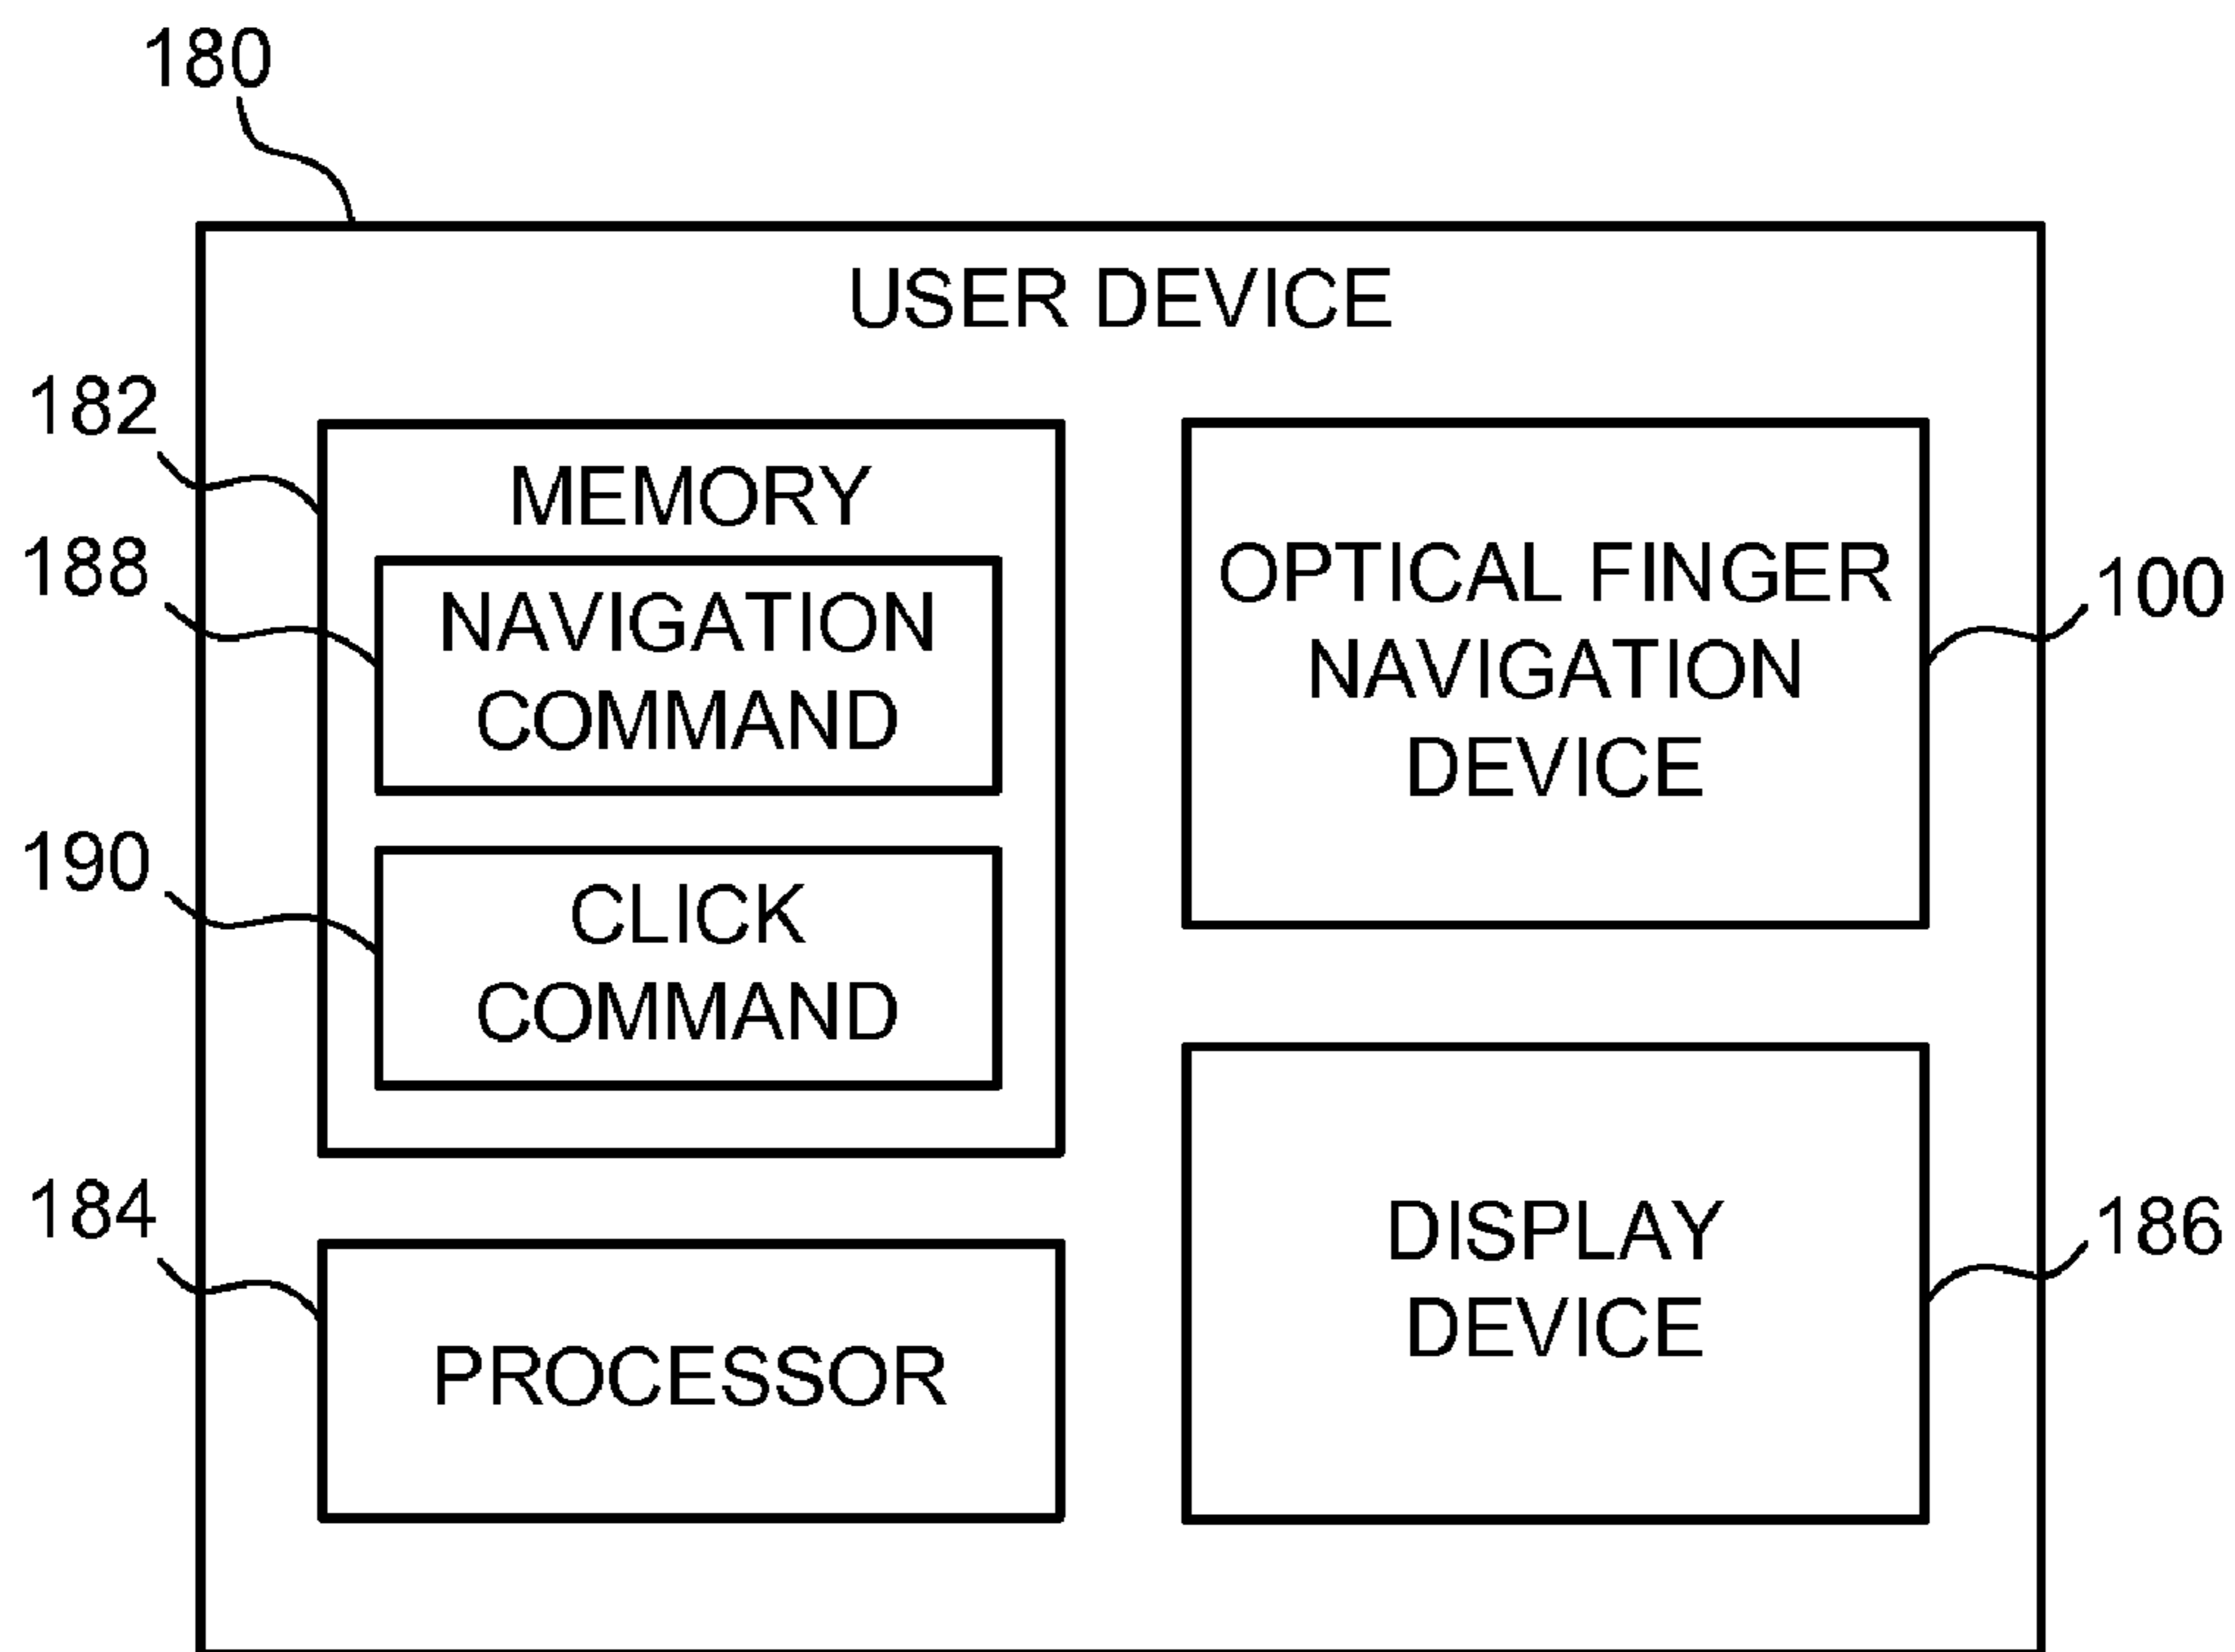 180
USER DEVICE
182
MEMORY
188
NAVIGATION
COMMAND
190
CLICK
COMMAND
184
PROCESSOR
OPTICAL FINGER
NAVIGATION
DEVICE
100
DISPLAY
DEVICE
186